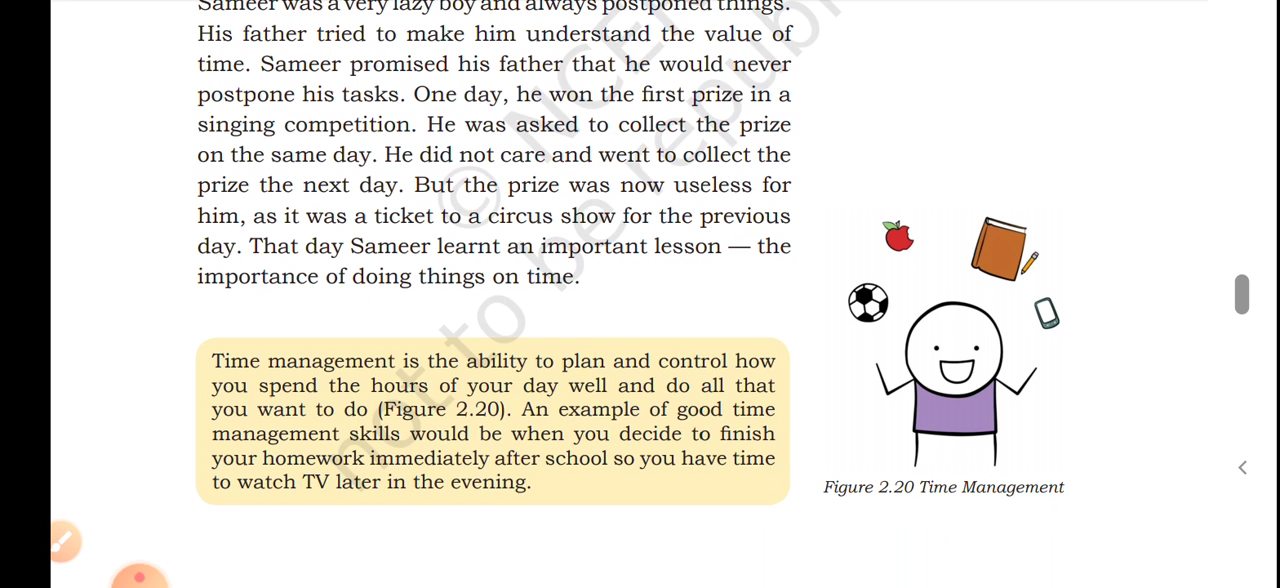 Sameer was a very lazy boy and always postponed things.
His father tried to make him understand the value of
time. Sameer promised his father that he would never
postpone his tasks. One day, he won the first prize in a
singing competition. He was asked to collect the prize
on the same day. He did not care and went to collect the
prize the next day. But the prize was now useless for
him, as it was a ticket to a circus show for the previous
day. That day Sameer learnt an important lesson — the
importance of doing things on time.
Time management is the ability to plan and control how
you spend the hours of your day well and do all that
you want to do (Figure 2.20). An example of good time
management skills would be when you decide to finish
your homework immediately after school so you have time
to watch TV later in the evening.
Figure 2.20 Time Management
© NCE
not to be republi